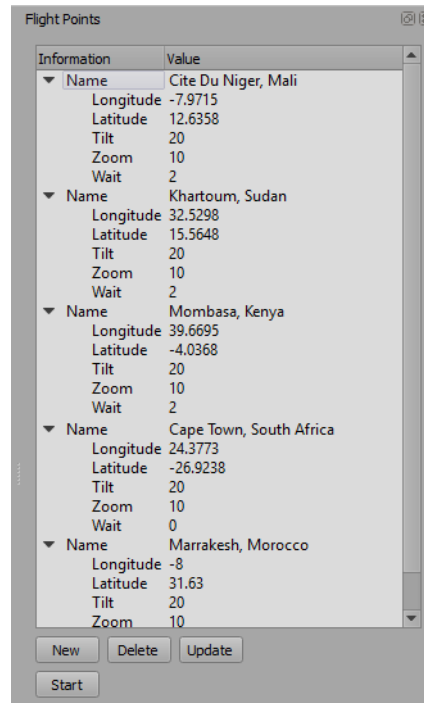 Flight Points
Information Value
Name Cite Du Niger, Mali
Longitude -7.9715
Latitude 12.6358
Tilt 20
Zoom 10
Wait 2
Name Khartoum, Sudan
Longitude 32.5298
Latitude 15.5648
Tilt 20
Zoom 10
Wait 2
Name Mombasa, Kenya
Longitude 39.6695
Latitude -4.0368
Tilt 20
Zoom 10
Wait 2
Name Cape Town, South Africa
Longitude 24.3773
Latitude -26.9238
Tilt 20
Zoom 10
Wait 0
Name Marrakesh, Morocco
Longitude -8
Latitude 31.63
Tilt 20
Zoom 10
New Delete Update
Start